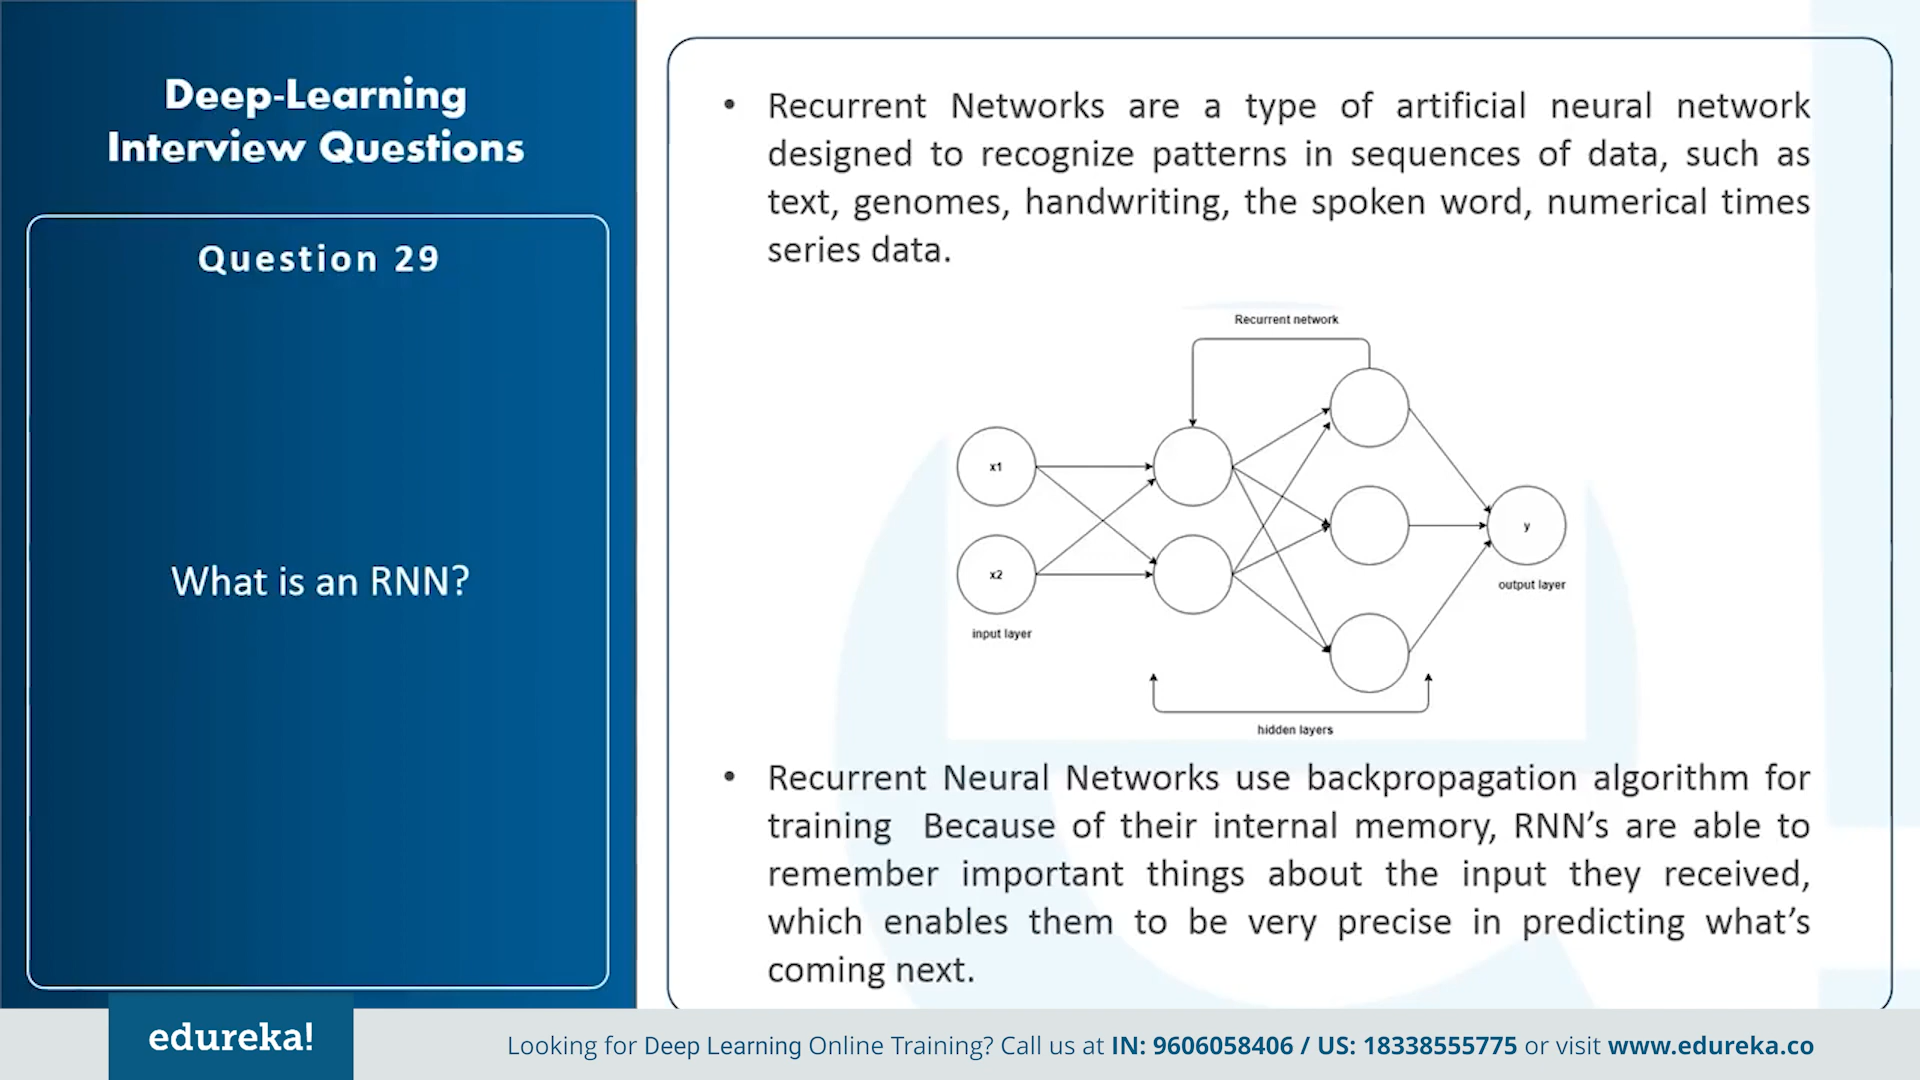 Deep-Learning
Interview Questions
Question 29
What is an RNN?
• Recurrent Networks are a type of artificial neural network
designed to recognize patterns in sequences of data, such as
text, genomes, handwriting, the spoken word, numerical times
series data.
Recurrent network
x1
x2
y
input layer
output layer
hidden layers
• Recurrent Neural Networks use backpropagation algorithm for
training Because of their internal memory, RNN’s are able to
remember important things about the input they received,
which enables them to be very precise in predicting what’s
coming next.
edureka!
Looking for Deep Learning Online Training? Call us at IN: 9606058406 / US: 18338555775 or visit www.edureka.co